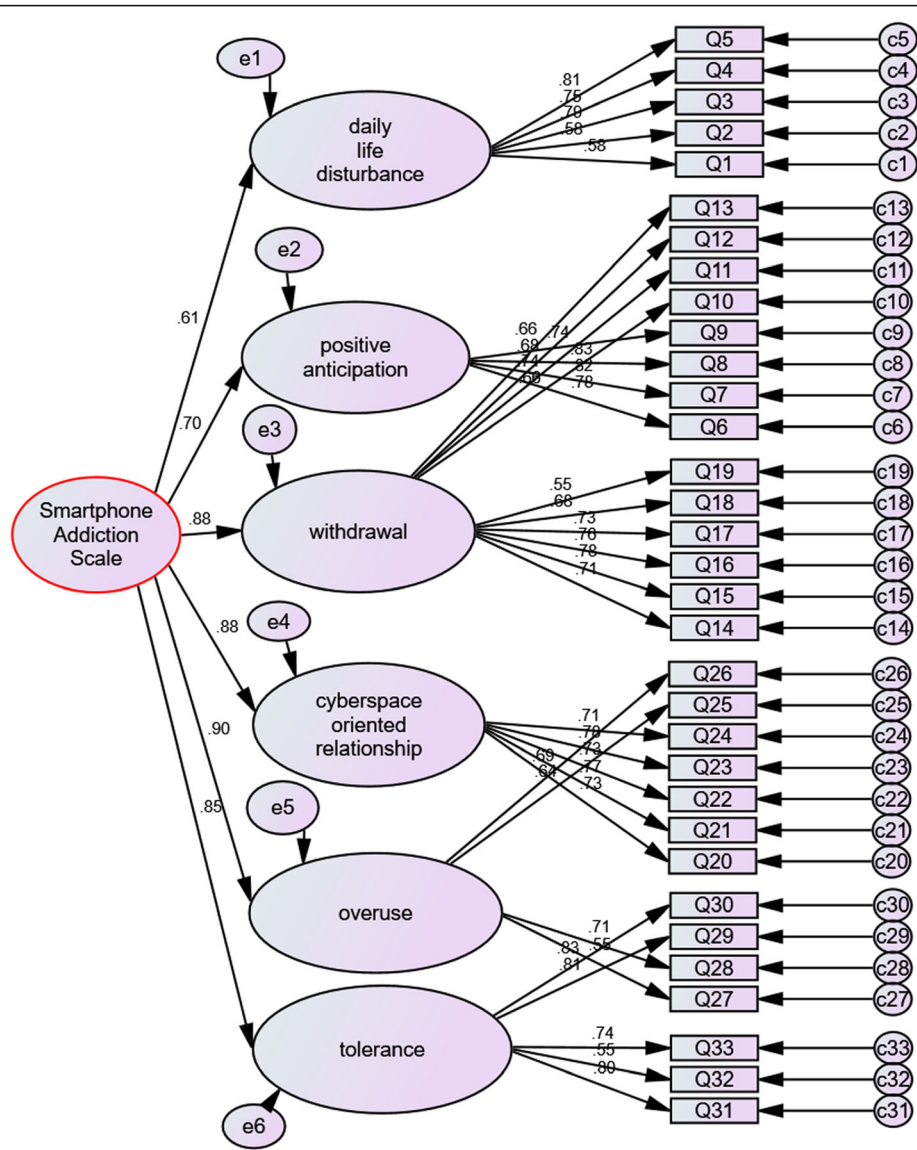 e1
daily
life
disturbance
.81
.75
.79
.58
.58
Q5
Q4
Q3
Q2
Q1
c5
c4
c3
c2
c1
.61
e2
positive
anticipation
.66
.68
.74
.66
.74
.83
.82
.78
Q13
Q12
Q11
Q10
Q9
Q8
Q7
Q6
c13
c12
c11
c10
c9
c8
c7
c6
.70
e3
withdrawal
.55
.68
.73
.76
.78
.71
Q19
Q18
Q17
Q16
Q15
Q14
c19
c18
c17
c16
c15
c14
Smartphone
Addiction
Scale
.88
.88
e4
cyberspace
oriented
relationship
.71
.78
.73
.77
.73
.69
.64
Q26
Q25
Q24
Q23
Q22
Q21
Q20
c26
c25
c24
c23
c22
c21
c20
.90
e5
overuse
.71
.55
.83
.81
Q30
Q29
Q28
Q27
c30
c29
c28
c27
.85
tolerance
.74
.55
.80
Q33
Q32
Q31
c33
c32
c31
e6